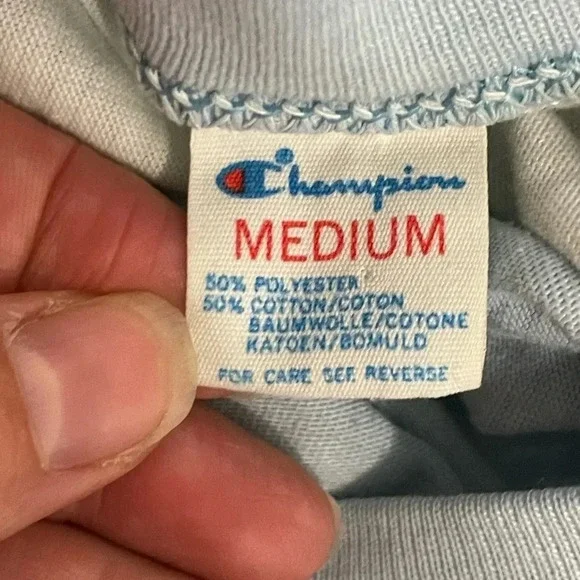 Champion
MEDIUM
50% POLYESTER
50% COTTON/COTON
BAUMWOLLE/COTONE
KATOEN/BOMULD
FOR CARE SEE REVERSE